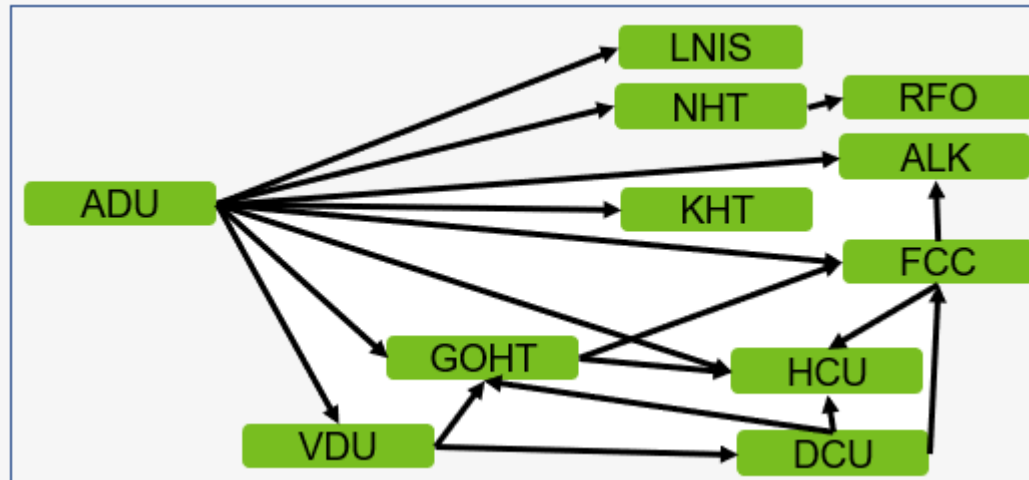 LNIS
NHT
RFO
ALK
ADU
KHT
FCC
GOHT
HCU
VDU
DCU